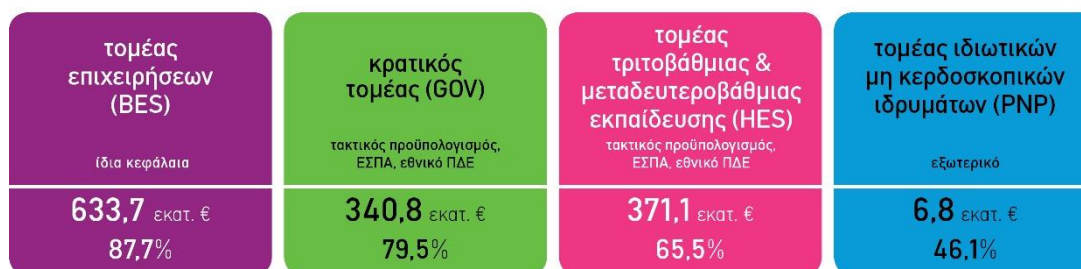 τομέας
επιχειρήσεων
(BES)
ίδια κεφάλαια
633,7 εκατ. €
87,7%
κρατικός
τομέας (GOV)
τακτικός προϋπολογισμός,
ΕΣΠΑ, εθνικό ΠΔΕ
340,8 εκατ. €
79,5%
τομέας
τριτοβάθμιας &
μεταδευτεροβάθμιας
εκπαίδευσης (HES)
τακτικός προϋπολογισμός,
ΕΣΠΑ, εθνικό ΠΔΕ
371,1 εκατ. €
65,5%
τομέας ιδιωτικών
μη κερδοσκοπικών
ιδρυμάτων (PNP)
εξωτερικό
6,8 εκατ. €
46,1%